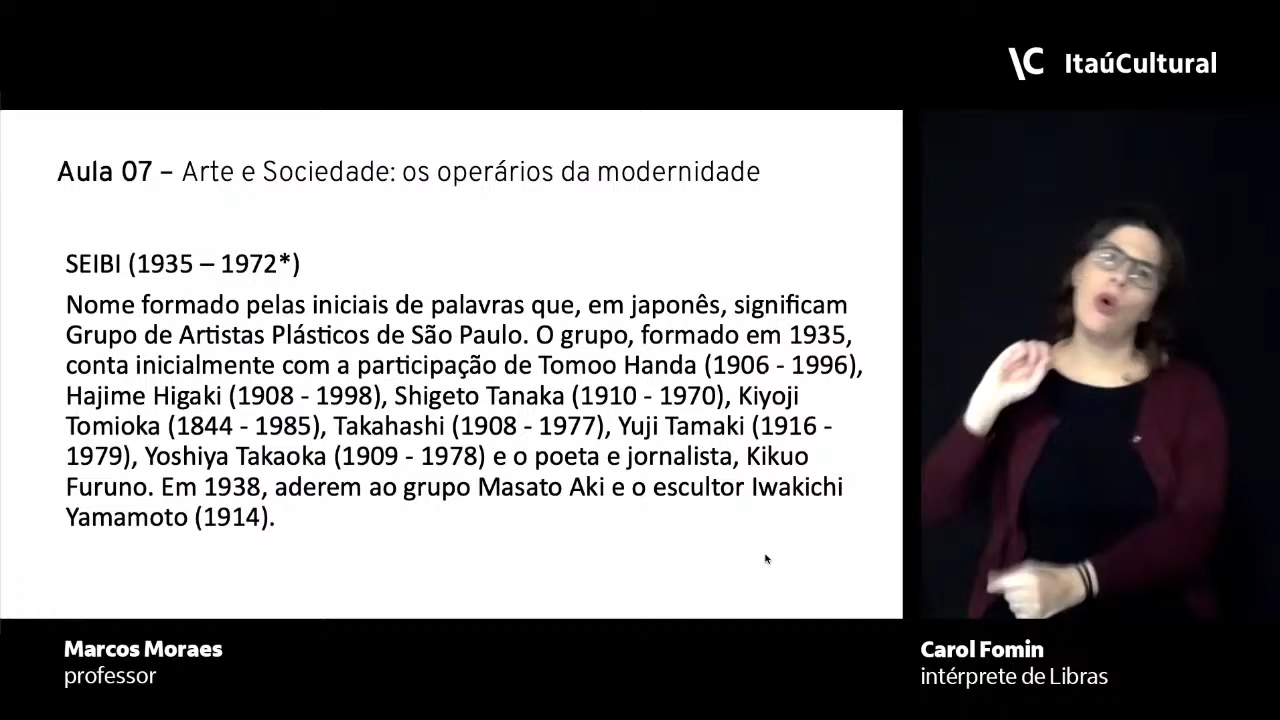 \C ItaúCultural
Aula 07 – Arte e Sociedade: os operários da modernidade
SEIBI (1935 – 1972*)
Nome formado pelas iniciais de palavras que, em japonês, significam
Grupo de Artistas Plásticos de São Paulo. O grupo, formado em 1935,
conta inicialmente com a participação de Tomoo Handa (1906 - 1996),
Hajime Higaki (1908 - 1998), Shigeto Tanaka (1910 - 1970), Kiyoji
Tomioka (1844 - 1985), Takahashi (1908 - 1977), Yuji Tamaki (1916 -
1979), Yoshiya Takaoka (1909 - 1978) e o poeta e jornalista, Kikuo
Furuno. Em 1938, aderem ao grupo Masato Aki e o escultor Iwakichi
Yamamoto (1914).
Marcos Moraes
professor
Carol Fomin
intérprete de Libras